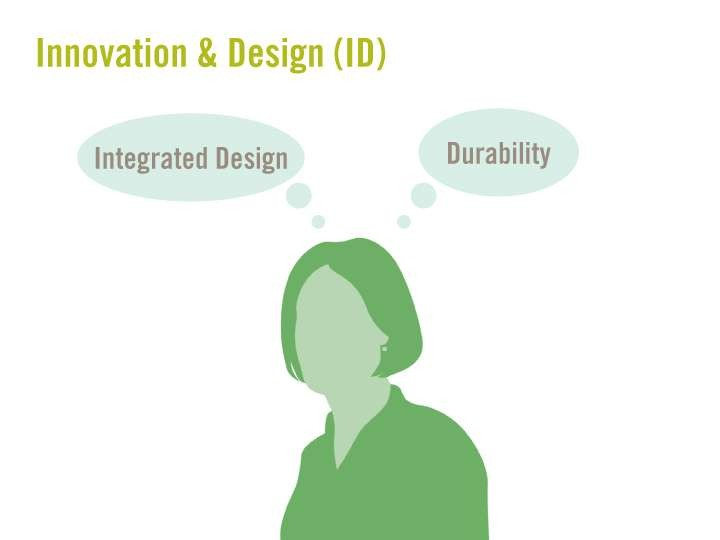 Innovation & Design (ID)
Integrated Design
Durability